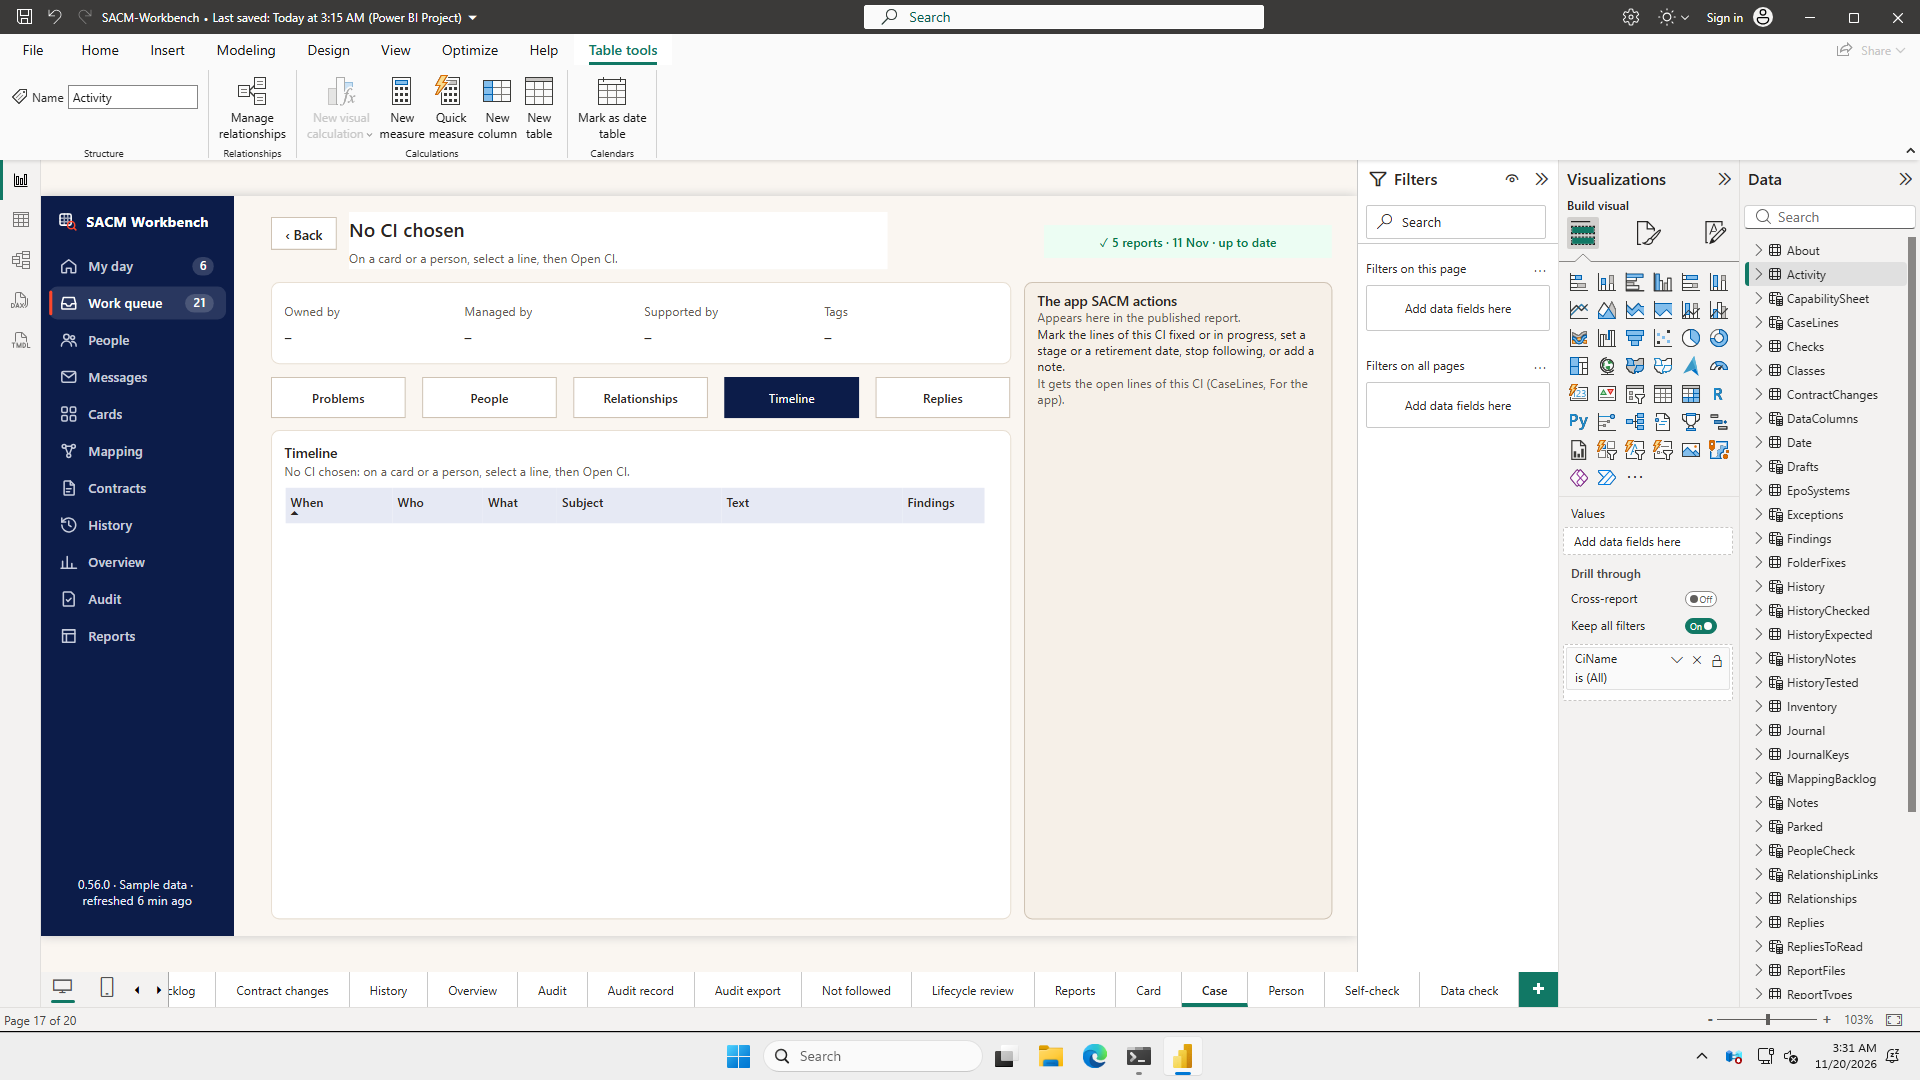 SACM-Workbench • Last saved: Today at 3:15 AM (Power BI Project)
Search
Sign in
File
Home
Insert
Modeling
Design
View
Optimize
Help
Table tools
Share
Name
Activity
Structure
Manage relationships
Relationships
New visual calculation
New measure
Quick measure
New column
New table
Calculations
Mark as date table
Calendars
SACM Workbench
My day 6
Work queue 21
People
Messages
Cards
Mapping
Contracts
History
Overview
Audit
Reports
0.56.0 · Sample data ·
refreshed 6 min ago
‹ Back
No CI chosen
On a card or a person, select a line, then Open CI.
✓ 5 reports · 11 Nov · up to date
Owned by
Managed by
Supported by
Tags
–
–
–
–
Problems
People
Relationships
Timeline
Replies
Timeline
No CI chosen: on a card or a person, select a line, then Open CI.
When
Who
What
Subject
Text
Findings
The app SACM actions
Appears here in the published report.
Mark the lines of this CI fixed or in progress, set a
stage or a retirement date, stop following, or add a
note.
It gets the open lines of this CI (CaseLines, For the
app).
Filters
Search
Filters on this page
...
Add data fields here
Filters on all pages
...
Add data fields here
Visualizations
Build visual
R
Py
123
...
Values
Add data fields here
Drill through
Cross-report
Off
Keep all filters
On
CiName
is (All)
Data
Search
About
Activity
CapabilitySheet
CaseLines
Checks
Classes
ContractChanges
DataColumns
Date
Drafts
EpoSystems
Exceptions
Findings
FolderFixes
History
HistoryChecked
HistoryExpected
HistoryNotes
HistoryTested
Inventory
Journal
JournalKeys
MappingBacklog
Notes
Parked
PeopleCheck
RelationshipLinks
Relationships
Replies
RepliesToRead
ReportFiles
ReportTypes
DAX
TMDL
cklog
Contract changes
History
Overview
Audit
Audit record
Audit export
Not followed
Lifecycle review
Reports
Card
Case
Person
Self-check
Data check
+
Page 17 of 20
-
+
103%
Search
3:31 AM
11/20/2026